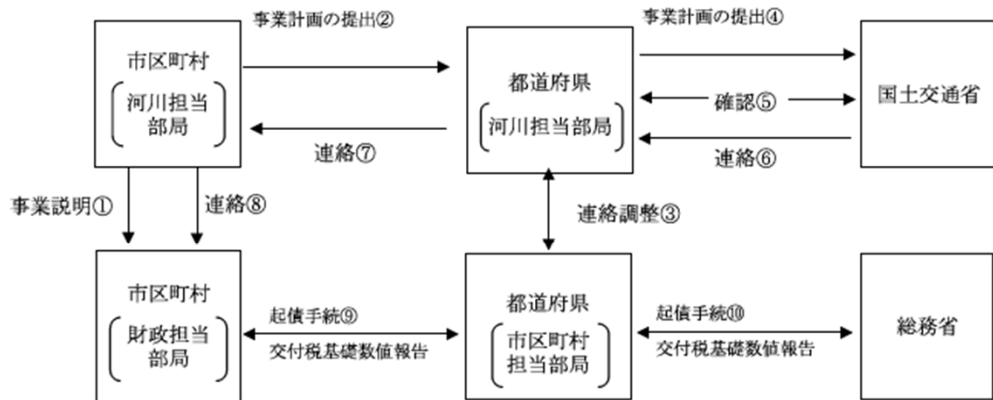 事業計画の提出②
事業計画の提出④
市区町村
河川担当
部局
都道府県
河川担当部局
国土交通省
確認⑤
連絡⑦
連絡⑥
事業説明①
連絡⑧
連絡調整③
市区町村
財政担当
部局
起債手続⑨
交付税基礎数値報告
都道府県
市区町村
担当部局
起債手続⑩
交付税基礎数値報告
総務省